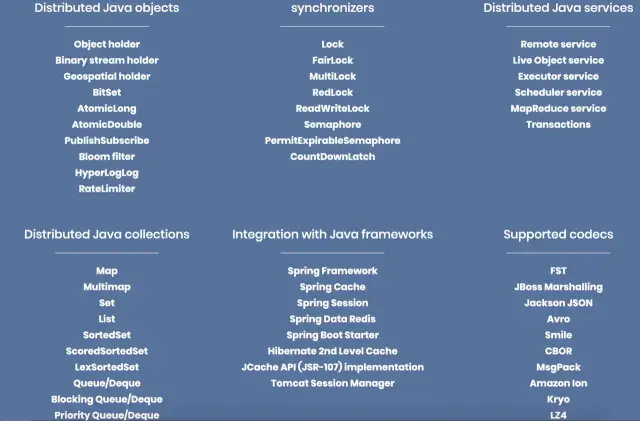 Distributed Java objects
Object holder
Binary stream holder
Geospatial holder
BitSet
AtomicLong
AtomicDouble
PublishSubscribe
Bloom filter
HyperLogLog
RateLimiter
synchronizers
Lock
FairLock
MultiLock
RedLock
ReadWriteLock
Semaphore
PermitExpirableSemaphore
CountDownLatch
Distributed Java services
Remote service
Live Object service
Executor service
Scheduler service
MapReduce service
Transactions
Distributed Java collections
Map
Multimap
Set
List
SortedSet
ScoredSortedSet
LexSortedSet
Queue/Deque
Blocking Queue/Deque
Priority Queue/Deque
Integration with Java frameworks
Spring Framework
Spring Cache
Spring Session
Spring Data Redis
Spring Boot Starter
Hibernate 2nd Level Cache
JCache API (JSR-107) implementation
Tomcat Session Manager
Supported codecs
FST
JBoss Marshalling
Jackson JSON
Avro
Smile
CBOR
MsgPack
Amazon Ion
Kryo
LZ4